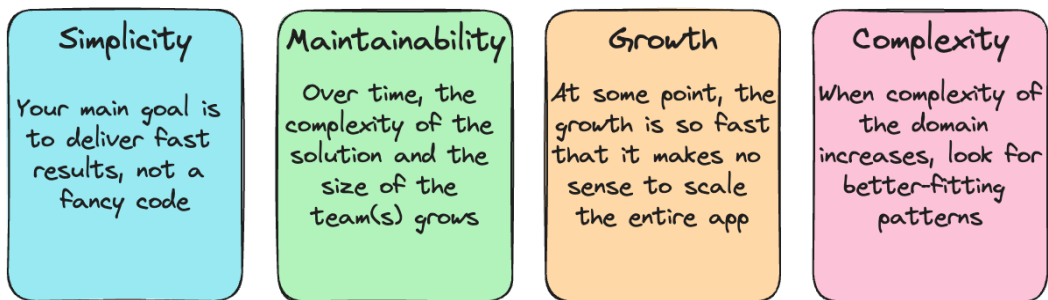 Simplicity
Your main goal is
to deliver fast
results, not a
fancy code
Maintainability
Over time, the
complexity of the
solution and the
size of the
team(s) grows
Growth
At some point, the
growth is so fast
that it makes no
sense to scale
the entire app
Complexity
When complexity of
the domain
increases, look for
better-fitting
patterns